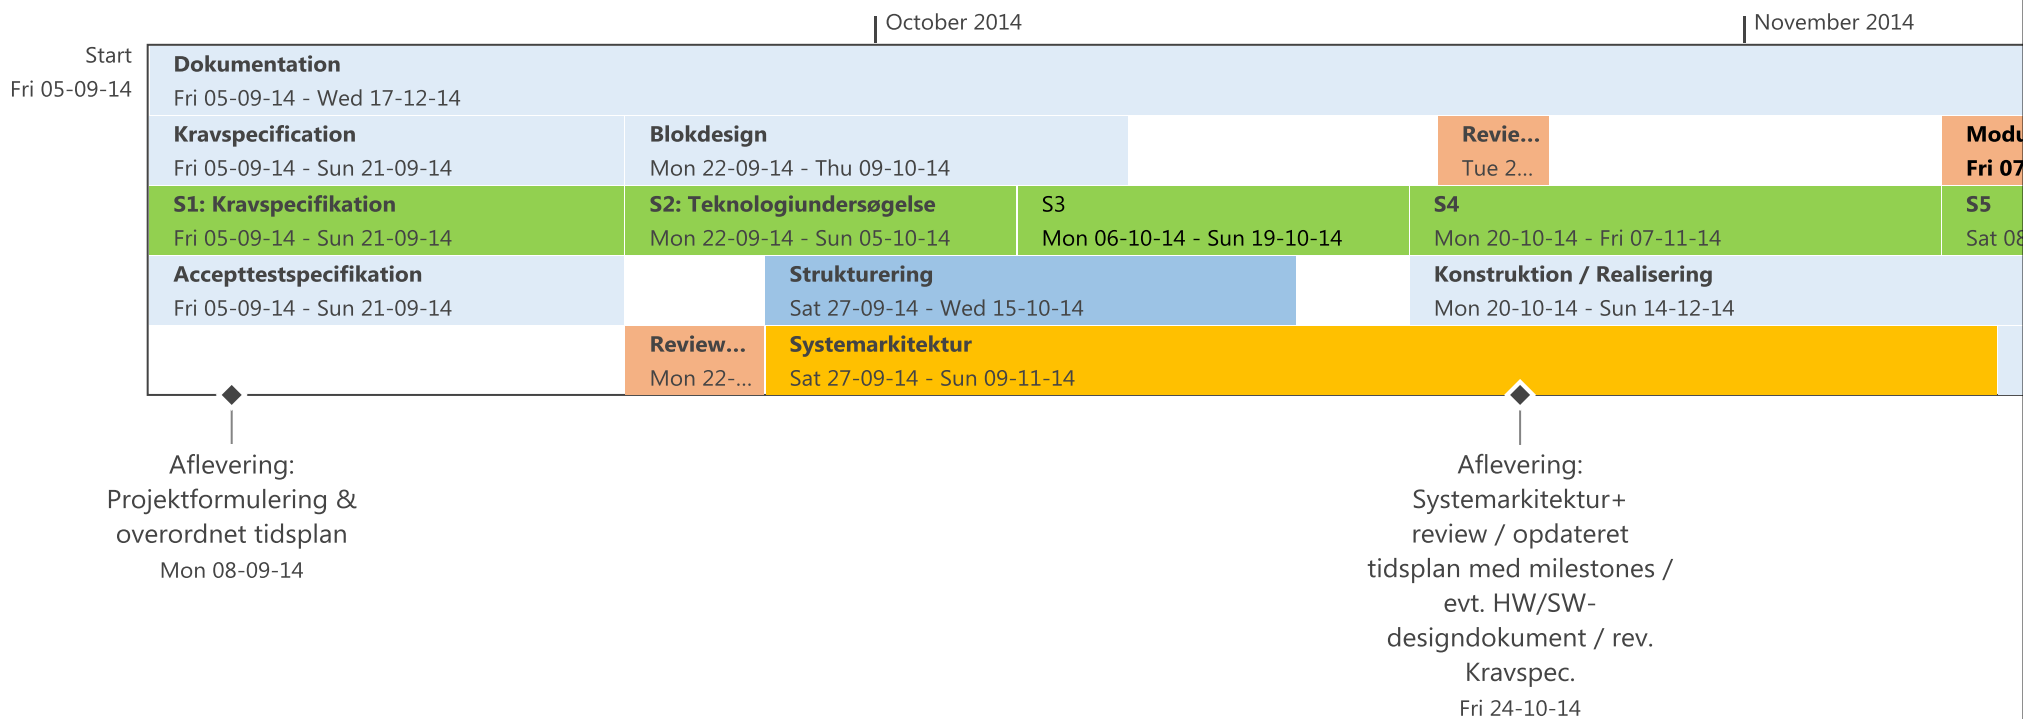 October 2014
November 2014
Start
Fri 05-09-14
Dokumentation
Fri 05-09-14 - Wed 17-12-14
Kravspecification
Fri 05-09-14 - Sun 21-09-14
Blokdesign
Mon 22-09-14 - Thu 09-10-14
Revie...
Tue 2...
Modu
Fri 07
S1: Kravspecifikation
Fri 05-09-14 - Sun 21-09-14
S2: Teknologiundersøgelse
Mon 22-09-14 - Sun 05-10-14
S3
Mon 06-10-14 - Sun 19-10-14
S4
Mon 20-10-14 - Fri 07-11-14
S5
Sat 08
Accepttestspecifikation
Fri 05-09-14 - Sun 21-09-14
Strukturering
Sat 27-09-14 - Wed 15-10-14
Konstruktion / Realisering
Mon 20-10-14 - Sun 14-12-14
Review...
Mon 22-...
Systemarkitektur
Sat 27-09-14 - Sun 09-11-14
Aflevering:
Projektformulering &
overordnet tidsplan
Mon 08-09-14
Aflevering:
Systemarkitektur+
review / opdateret
tidsplan med milestones /
evt. HW/SW-
designdokument / rev.
Kravspec.
Fri 24-10-14